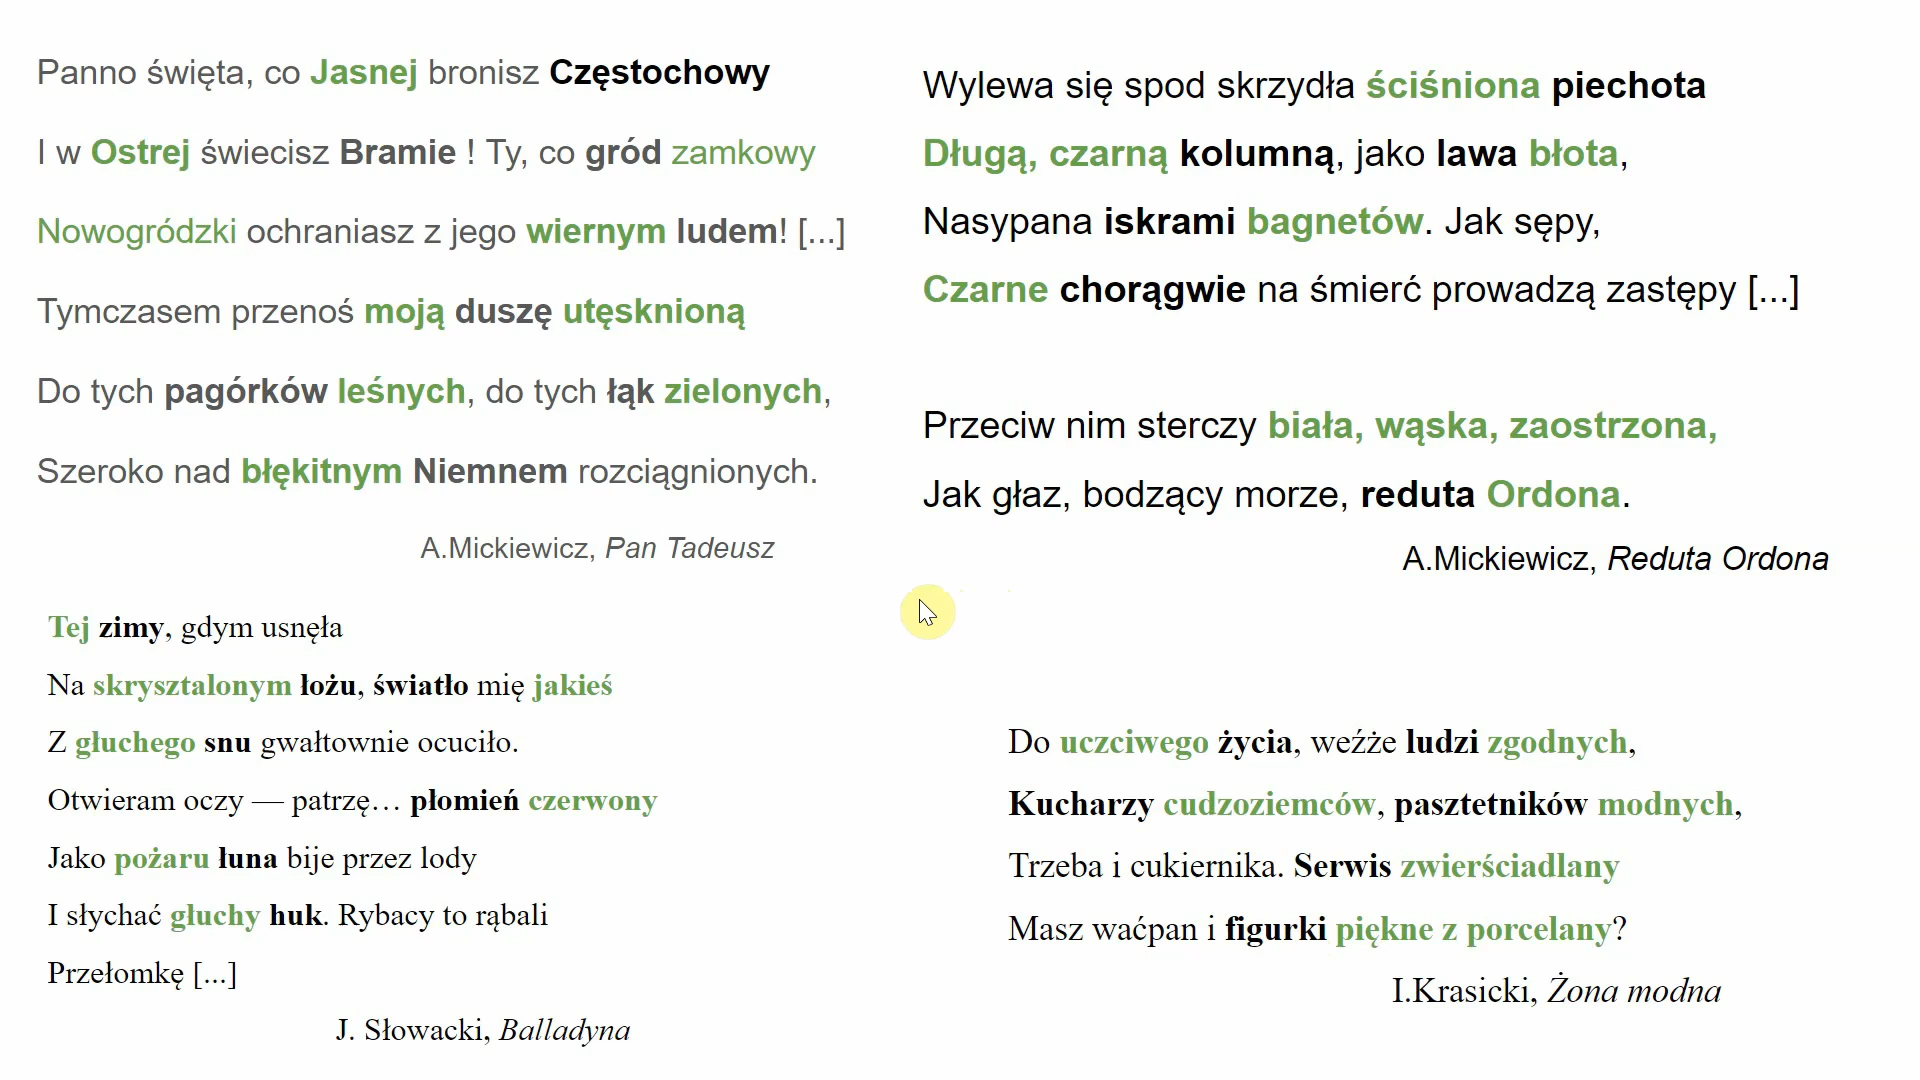 Panno święta, co Jasnej bronisz Częstochowy
I w Ostrej świecisz Bramie ! Ty, co gród zamkowy
Nowogródzki ochraniasz z jego wiernym ludem! [...]
Tymczasem przenoś moją duszę utęsknioną
Do tych pagórków leśnych, do tych łąk zielonych,
Szeroko nad błękitnym Niemnem rozciągnionych.
A.Mickiewicz, Pan Tadeusz
Wylewa się spod skrzydła ściśniona piechota
Długą, czarną kolumną, jako lawa błota,
Nasypana iskrami bagnetów. Jak sępy,
Czarne chorągwie na śmierć prowadzą zastępy [...]
Przeciw nim sterczy biała, wąska, zaostrzona,
Jak głaz, bodzący morze, reduta Ordona.
A.Mickiewicz, Reduta Ordona
Tej zimy, gdym usnęła
Na skrysztalonym łożu, światło mię jakieś
Z głuchego snu gwałtownie ocuciło.
Otwieram oczy — patrzę… płomień czerwony
Jako pożaru łuna bije przez lody
I słychać głuchy huk. Rybacy to rąbali
Przełomkę [...]
J. Słowacki, Balladyna
Do uczciwego życia, weźże ludzi zgodnych,
Kucharzy cudzoziemców, pasztetników modnych,
Trzeba i cukiernika. Serwis zwierściadlany
Masz waćpan i figurki piękne z porcelany?
I.Krasicki, Żona modna